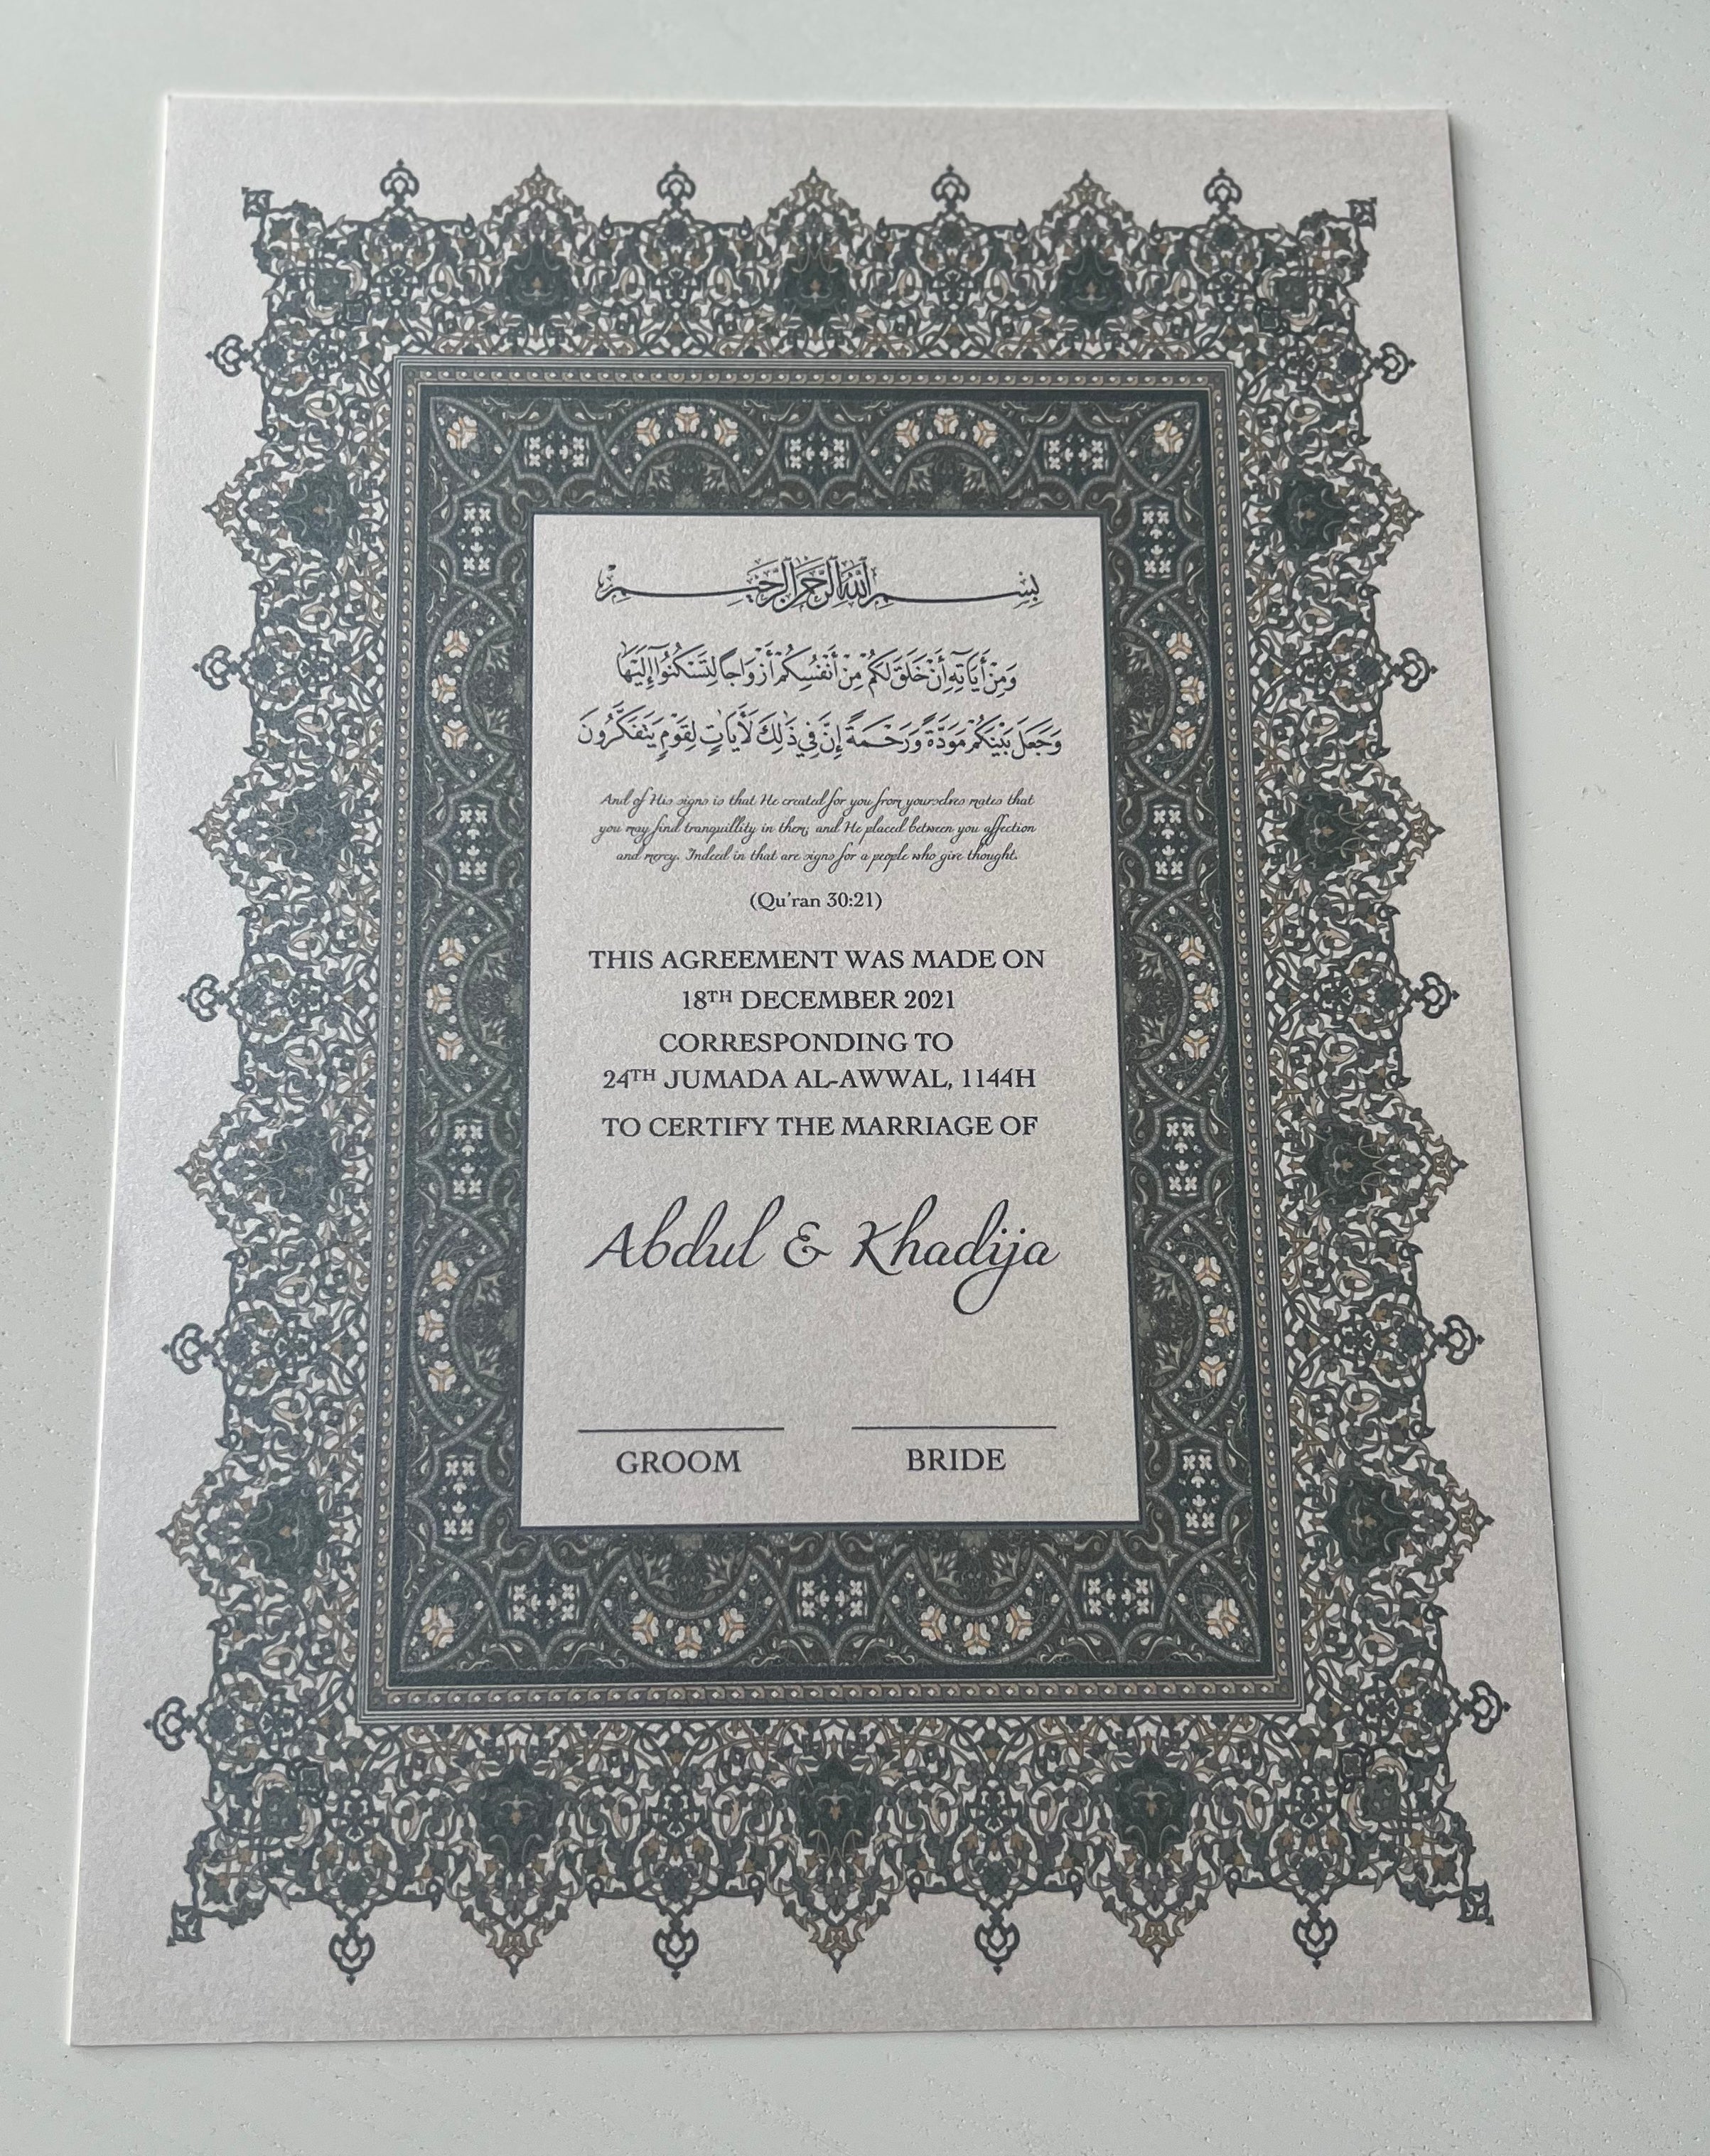 بِسْمِ اللَّهِ الرَّحْمَنِ الرَّحِيمِ
وَمِنْ أَيَاتِهِ أَنْ خَلَقَ لَكُمْ مِنْ أَنْفُسِكُمْ أَزْوَاجًا لِتَسْكُنُوا إِلَيْهَا
وَجَعَلَ بَيْنَكُمْ مَوَدَّةً وَرَحْمَةً إِنَّ فِي ذَلِكَ لَأَيَاتٍ لِقَوْمٍ يَتَفَكَّرُونَ
And of His signs is that He created for you from yourselves mates that
you may find tranquillity in them; and He placed between you affection
and mercy. Indeed in that are signs for a people who give thought.
(Qu'ran 30:21)
THIS AGREEMENT WAS MADE ON
18TH DECEMBER 2021
CORRESPONDING TO
24TH JUMADA AL-AWWAL, 1144H
TO CERTIFY THE MARRIAGE OF
Abdul & Khadija
GROOM BRIDE